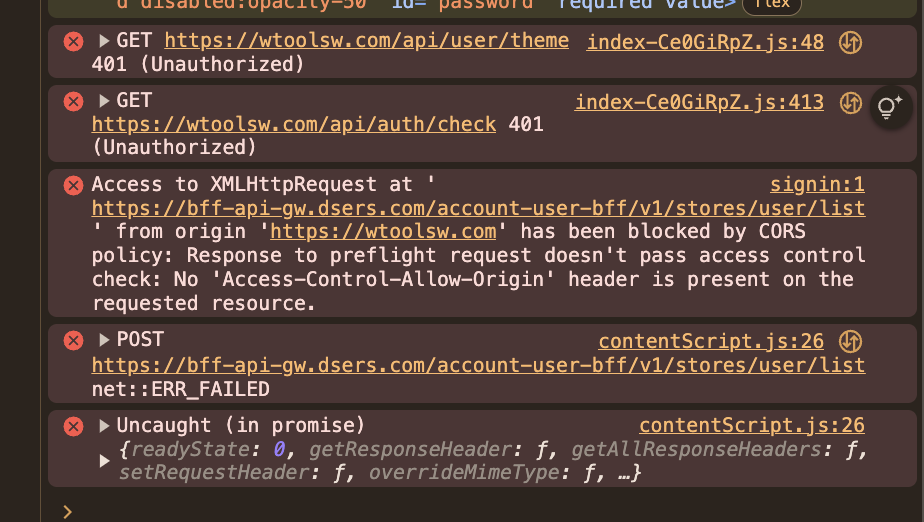 d disabled:opacity-50" id="password" required value> flex
GET https://wtoolsw.com/api/user/theme index-Ce0GiRpZ.js:48
401 (Unauthorized)
GET index-Ce0GiRpZ.js:413
https://wtoolsw.com/api/auth/check 401
(Unauthorized)
Access to XMLHttpRequest at ' signin:1
https://bff-api-gw.dsers.com/account-user-bff/v1/stores/user/list
' from origin 'https://wtoolsw.com' has been blocked by CORS
policy: Response to preflight request doesn't pass access control
check: No 'Access-Control-Allow-Origin' header is present on the
requested resource.
POST contentScript.js:26
https://bff-api-gw.dsers.com/account-user-bff/v1/stores/user/list
net::ERR_FAILED
Uncaught (in promise) contentScript.js:26
{readyState: 0, getResponseHeader: ƒ, getAllResponseHeaders: ƒ,
setRequestHeader: ƒ, overrideMimeType: ƒ, …}